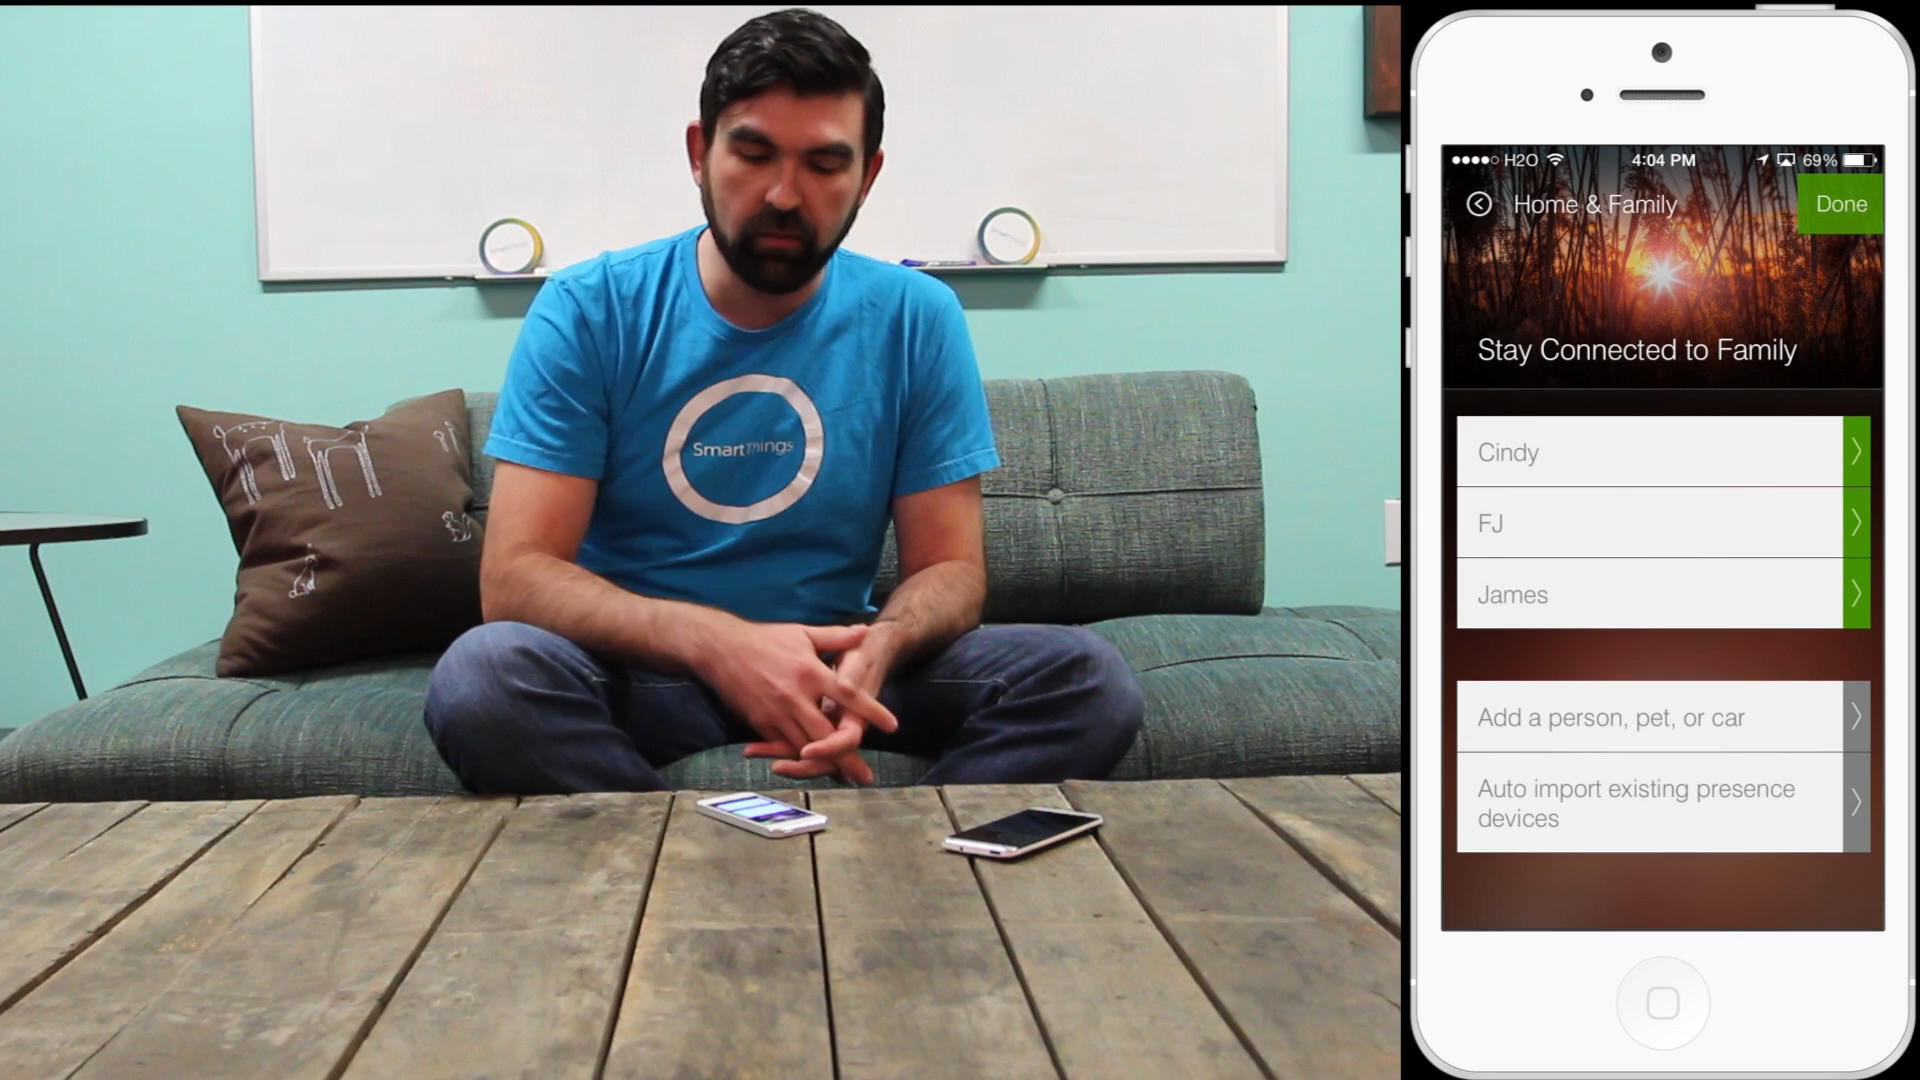 SmartThings
H2O
4:04 PM
69%
Home & Family
Done
Stay Connected to Family
Cindy
FJ
James
Add a person, pet, or car
Auto import existing presence
devices